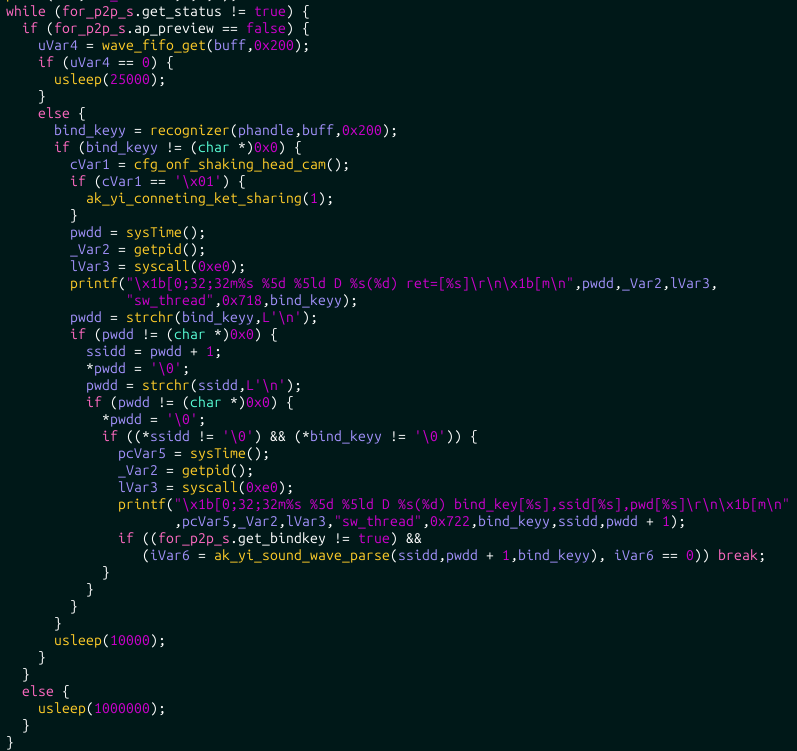 while (for_p2p_s.get_status != true) {
if (for_p2p_s.ap_preview == false) {
uVar4 = wave_fifo_get(buff,0x200);
if (uVar4 == 0) {
usleep(25000);
}
else {
bind_keyy = recognizer(phandle,buff,0x200);
if (bind_keyy != (char *)0x0) {
cVar1 = cfg_onf_shaking_head_cam();
if (cVar1 == '\x01') {
ak_yi_conneting_ket_sharing(1);
}
pwdd = sysTime();
_Var2 = getpid();
lVar3 = syscall(0xe0);
printf("\x1b[0;32;32m%s %5d %5ld D %s(%d) ret=[%s]\r\n\x1b[m\n",pwdd,_Var2,lVar3,
"sw_thread",0x718,bind_keyy);
pwdd = strchr(bind_keyy,L'\n');
if (pwdd != (char *)0x0) {
ssidd = pwdd + 1;
*pwdd = '\0';
pwdd = strchr(ssidd,L'\n');
if (pwdd != (char *)0x0) {
*pwdd = '\0';
if ((*ssidd != '\0') && (*bind_keyy != '\0')) {
pcVar5 = sysTime();
_Var2 = getpid();
lVar3 = syscall(0xe0);
printf("\x1b[0;32;32m%s %5d %5ld D %s(%d) bind_key[%s],ssid[%s],pwd[%s]\r\n\x1b[m\n"
,pcVar5,_Var2,lVar3,"sw_thread",0x722,bind_keyy,ssidd,pwdd + 1);
if ((for_p2p_s.get_bindkey != true) &&
(iVar6 = ak_yi_sound_wave_parse(ssidd,pwdd + 1,bind_keyy), iVar6 == 0)) break;
}
}
}
}
usleep(10000);
}
}
else {
usleep(1000000);
}
}